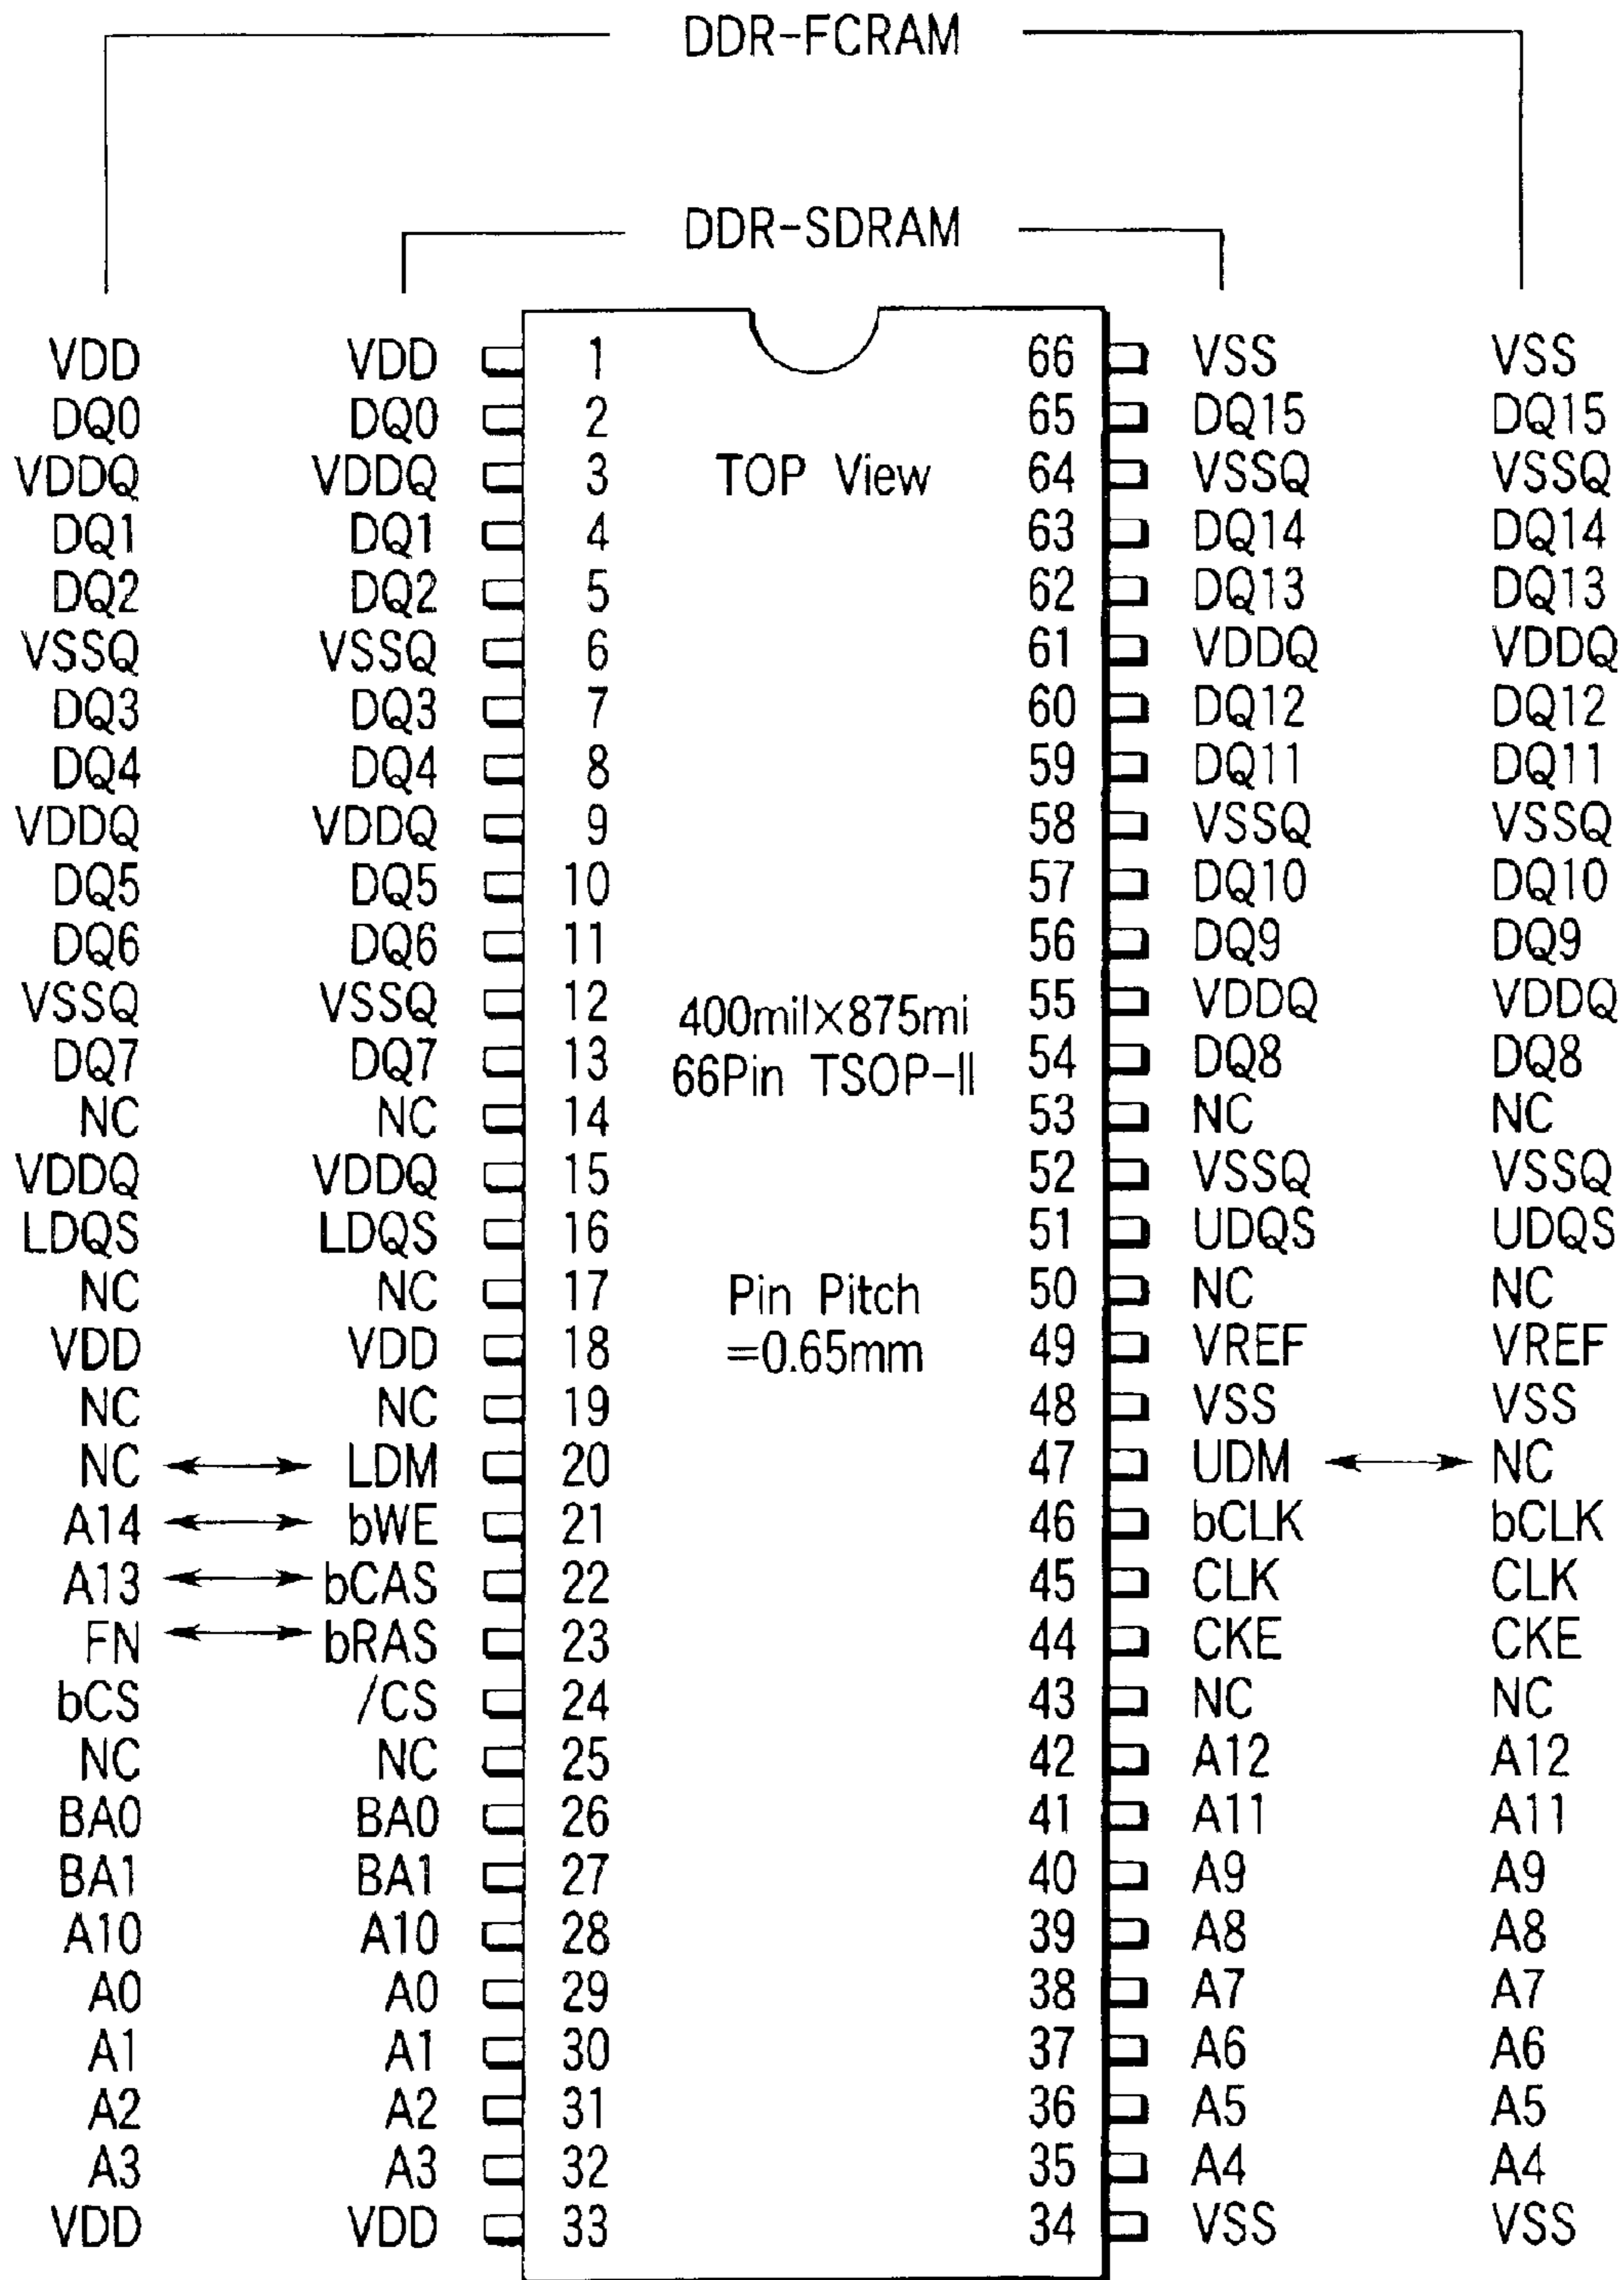 DDR-FCRAM
DDR-SDRAM
VDD VDD 1 66 VSS VSS
DQ0 DQ0 2 65 DQ15 DQ15
VDDQ VDDQ 3 TOP View 64 VSSQ VSSQ
DQ1 DQ1 4 63 DQ14 DQ14
DQ2 DQ2 5 62 DQ13 DQ13
VSSQ VSSQ 6 61 VDDQ VDDQ
DQ3 DQ3 7 60 DQ12 DQ12
DQ4 DQ4 8 59 DQ11 DQ11
VDDQ VDDQ 9 58 VSSQ VSSQ
DQ5 DQ5 10 57 DQ10 DQ10
DQ6 DQ6 11 56 DQ9 DQ9
VSSQ VSSQ 12 400mil×875mi 55 VDDQ VDDQ
DQ7 DQ7 13 66Pin TSOP-II 54 DQ8 DQ8
NC NC 14 53 NC NC
VDDQ VDDQ 15 52 VSSQ VSSQ
LDQS LDQS 16 51 UDQS UDQS
NC NC 17 Pin Pitch 50 NC NC
VDD VDD 18 =0.65mm 49 VREF VREF
NC NC 19 48 VSS VSS
NC LDM 20 47 UDM NC
A14 bWE 21 46 bCLK bCLK
A13 bCAS 22 45 CLK CLK
FN bRAS 23 44 CKE CKE
bCS /CS 24 43 NC NC
NC NC 25 42 A12 A12
BA0 BA0 26 41 A11 A11
BA1 BA1 27 40 A9 A9
A10 A10 28 39 A8 A8
A0 A0 29 38 A7 A7
A1 A1 30 37 A6 A6
A2 A2 31 36 A5 A5
A3 A3 32 35 A4 A4
VDD VDD 33 34 VSS VSS